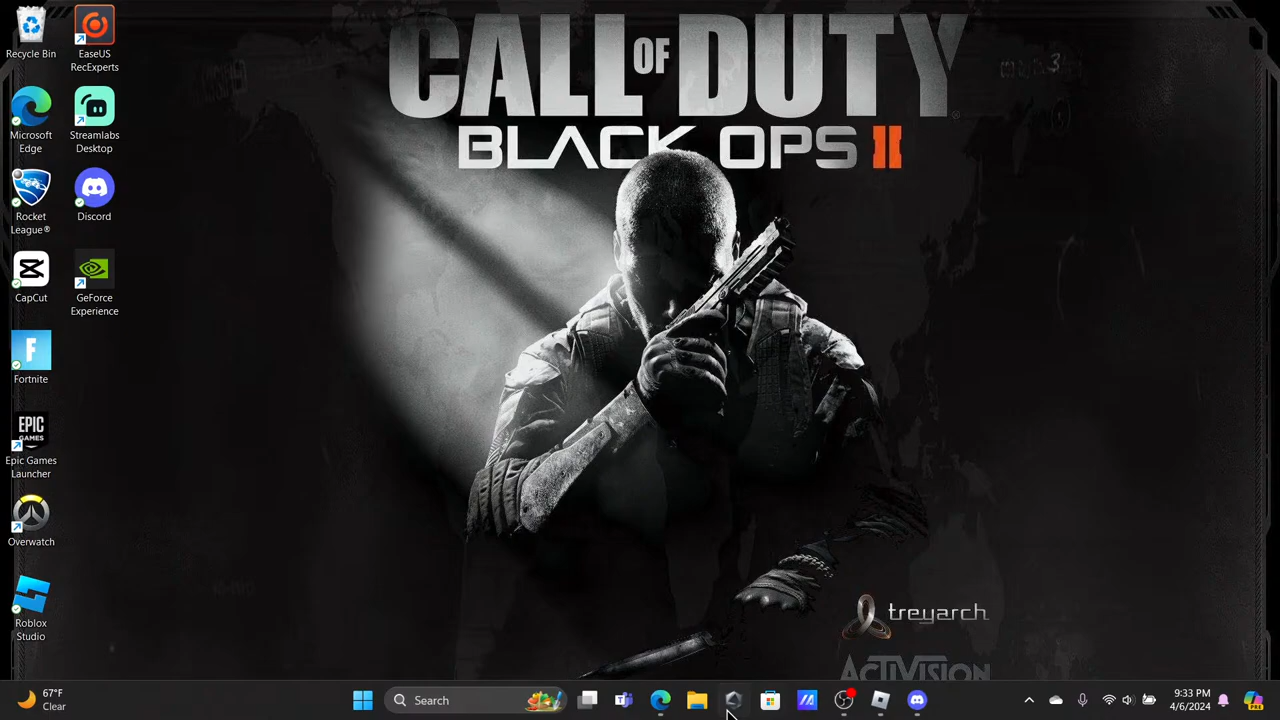 CALL OF DUTY®
BLACK OPS II
Recycle Bin
EaseUS
RecExperts
Microsoft
Edge
Streamlabs
Desktop
Rocket
League®
Discord
CapCut
GeForce
Experience
F
Fortnite
EPIC
GAMES
Epic Games
Launcher
Overwatch
Roblox
Studio
treyarch
ACTIVISION
67°F
Clear
Search
9:33 PM
4/6/2024
PRE